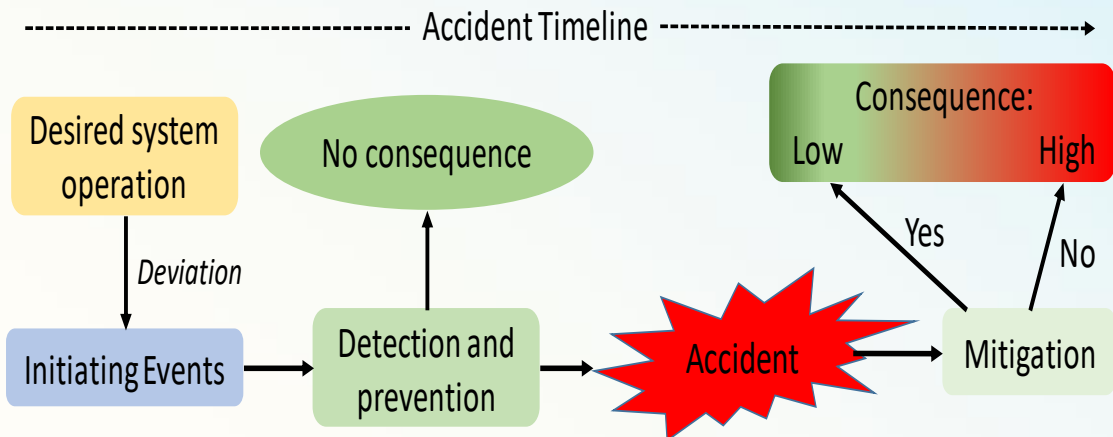 Accident Timeline
Desired system
operation
No consequence
Consequence:
Low High
Yes
No
Deviation
Initiating Events
Detection and
prevention
Accident
Mitigation